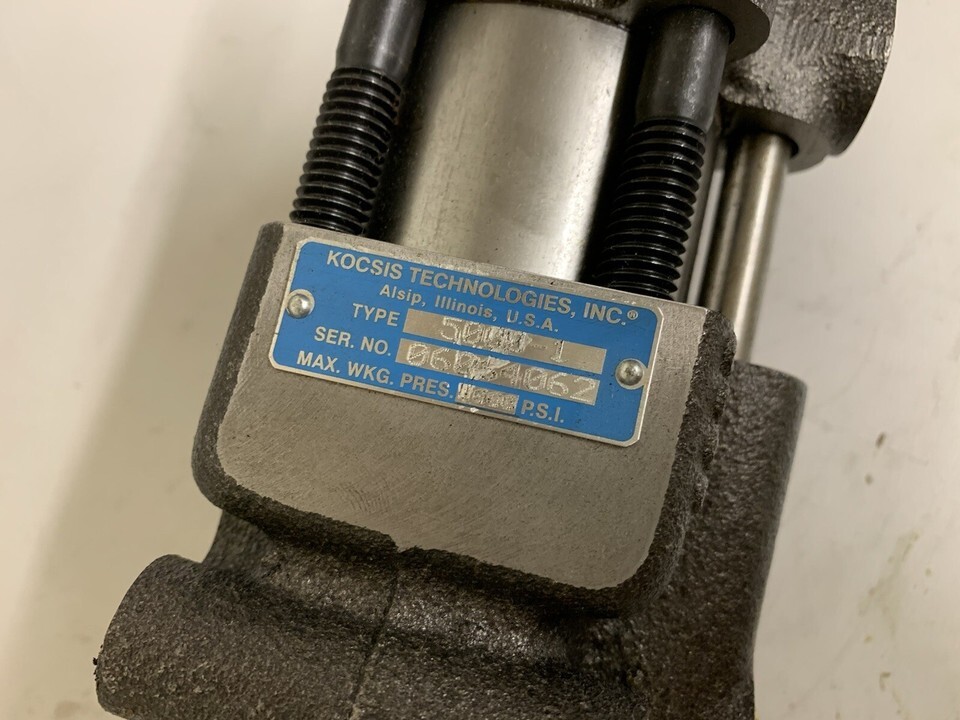 KOCSIS TECHNOLOGIES, INC.®
Alsip, Illinois, U.S.A.
TYPE
SER. NO.
MAX. WKG. PRES. P.S.I.